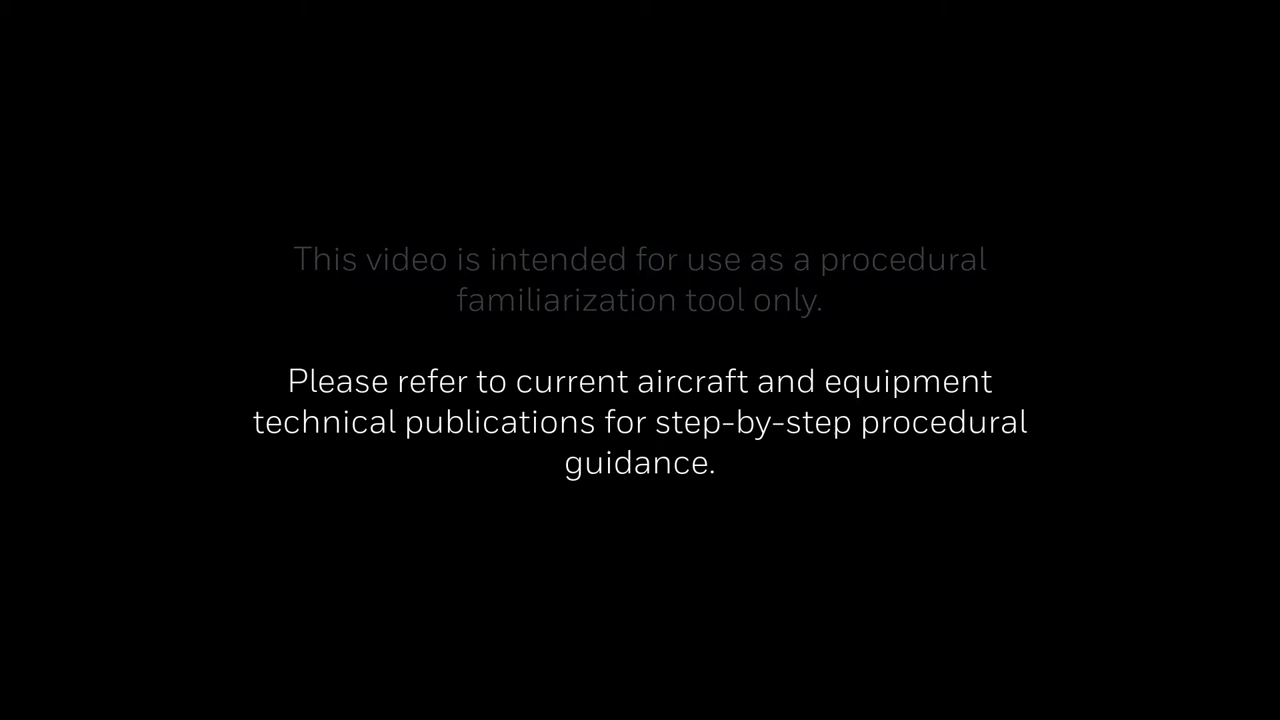 This video is intended for use as a procedural
familiarization tool only.
Please refer to current aircraft and equipment
technical publications for step-by-step procedural
guidance.